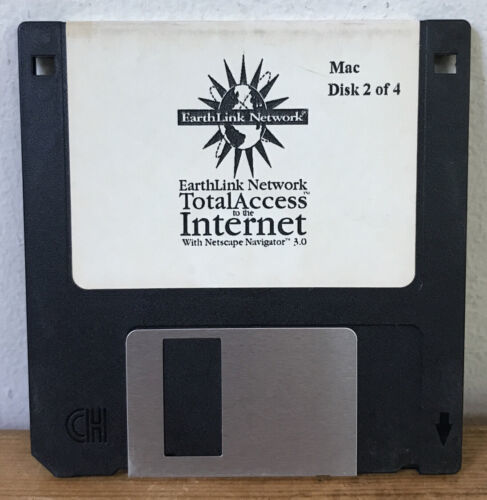 Mac
Disk 2 of 4
EarthLink Network®
EarthLink Network
TotalAccess™
to the
Internet
With Netscape Navigator™ 3.0